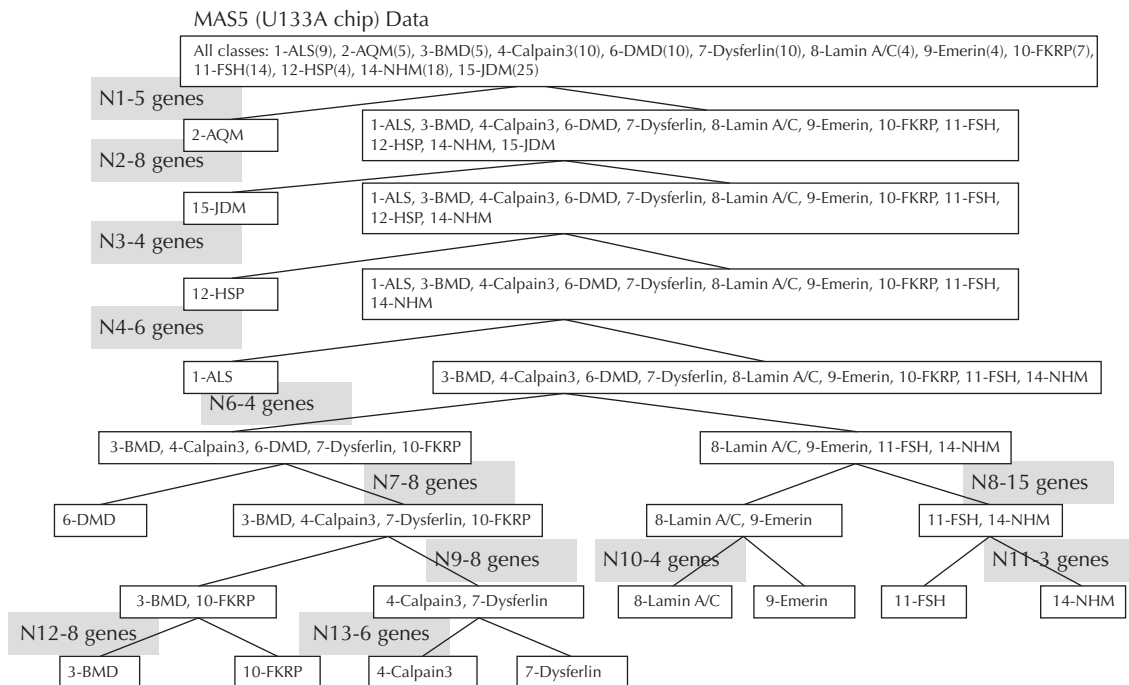 MAS5 (U133A chip) Data
All classes: 1-ALS(9), 2-AQM(5), 3-BMD(5), 4-Calpain3(10), 6-DMD(10), 7-Dysferlin(10), 8-Lamin A/C(4), 9-Emerin(4), 10-FKRP(7),
11-FSH(14), 12-HSP(4), 14-NHM(18), 15-JDM(25)
N1-5 genes
2-AQM
1-ALS, 3-BMD, 4-Calpain3, 6-DMD, 7-Dysferlin, 8-Lamin A/C, 9-Emerin, 10-FKRP, 11-FSH,
12-HSP, 14-NHM, 15-JDM
N2-8 genes
15-JDM
1-ALS, 3-BMD, 4-Calpain3, 6-DMD, 7-Dysferlin, 8-Lamin A/C, 9-Emerin, 10-FKRP, 11-FSH,
12-HSP, 14-NHM
N3-4 genes
12-HSP
1-ALS, 3-BMD, 4-Calpain3, 6-DMD, 7-Dysferlin, 8-Lamin A/C, 9-Emerin, 10-FKRP, 11-FSH,
14-NHM
N4-6 genes
1-ALS
3-BMD, 4-Calpain3, 6-DMD, 7-Dysferlin, 8-Lamin A/C, 9-Emerin, 10-FKRP, 11-FSH, 14-NHM
N6-4 genes
3-BMD, 4-Calpain3, 6-DMD, 7-Dysferlin, 10-FKRP
8-Lamin A/C, 9-Emerin, 11-FSH, 14-NHM
N7-8 genes
N8-15 genes
6-DMD
3-BMD, 4-Calpain3, 7-Dysferlin, 10-FKRP
8-Lamin A/C, 9-Emerin
11-FSH, 14-NHM
N9-8 genes
N10-4 genes
N11-3 genes
3-BMD, 10-FKRP
4-Calpain3, 7-Dysferlin
8-Lamin A/C
9-Emerin
11-FSH
14-NHM
N12-8 genes
N13-6 genes
3-BMD
10-FKRP
4-Calpain3
7-Dysferlin